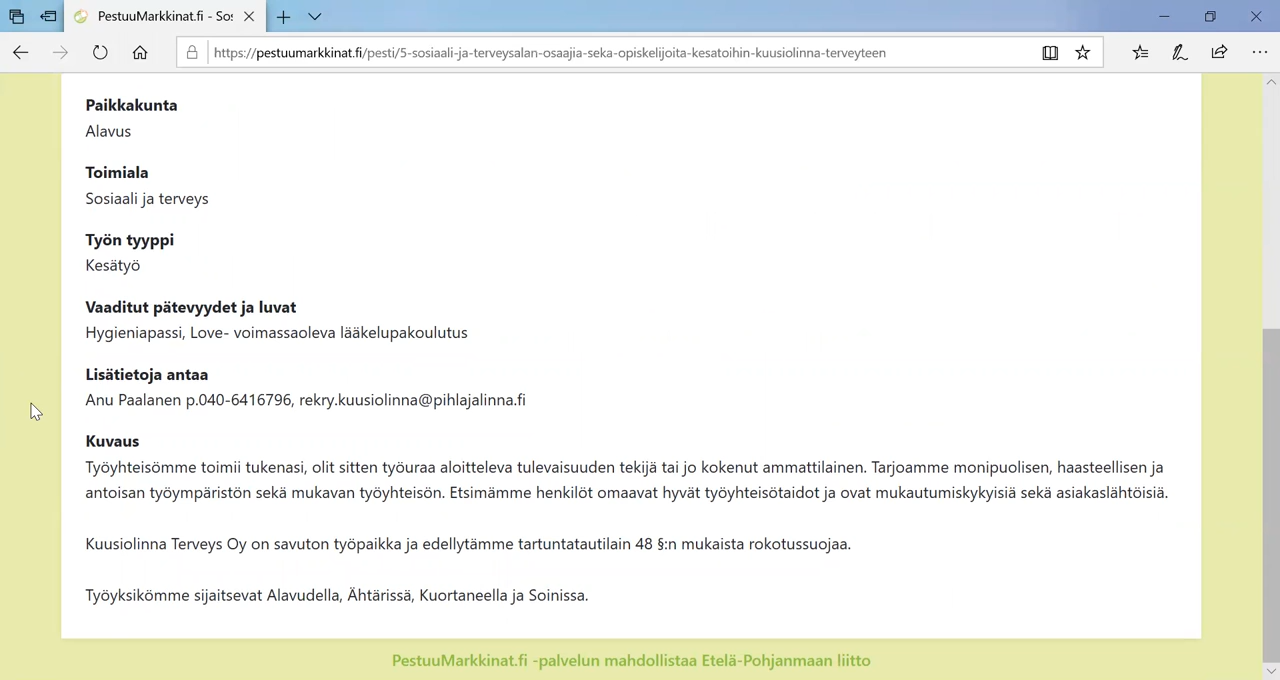 PestuuMarkkinat.fi - Sos
https://pestuumarkkinat.fi/pesti/5-sosiaali-ja-terveysalan-osaajia-seka-opiskelijoita-kesatoihin-kuusiolinna-terveyteen
Paikkakunta
Alavus
Toimiala
Sosiaali ja terveys
Työn tyyppi
Kesätyö
Vaaditut pätevyydet ja luvat
Hygieniapassi, Love- voimassaoleva lääkelupakoulutus
Lisätietoja antaa
Anu Paalanen p.040-6416796, rekry.kuusiolinna@pihlajalinna.fi
Kuvaus
Työyhteisömme toimii tukenasi, olit sitten työuraa aloitteleva tulevaisuuden tekijä tai jo kokenut ammattilainen. Tarjoamme monipuolisen, haasteellisen ja
antoisan työympäristön sekä mukavan työyhteisön. Etsimämme henkilöt omaavat hyvät työyhteisötaidot ja ovat mukautumiskykyisiä sekä asiakaslähtöisiä.
Kuusiolinna Terveys Oy on savuton työpaikka ja edellytämme tartuntatautilain 48 §:n mukaista rokotussuojaa.
Työyksikömme sijaitsevat Alavudella, Ähtärissä, Kuortaneella ja Soinissa.
PestuuMarkkinat.fi -palvelun mahdollistaa Etelä-Pohjanmaan liitto